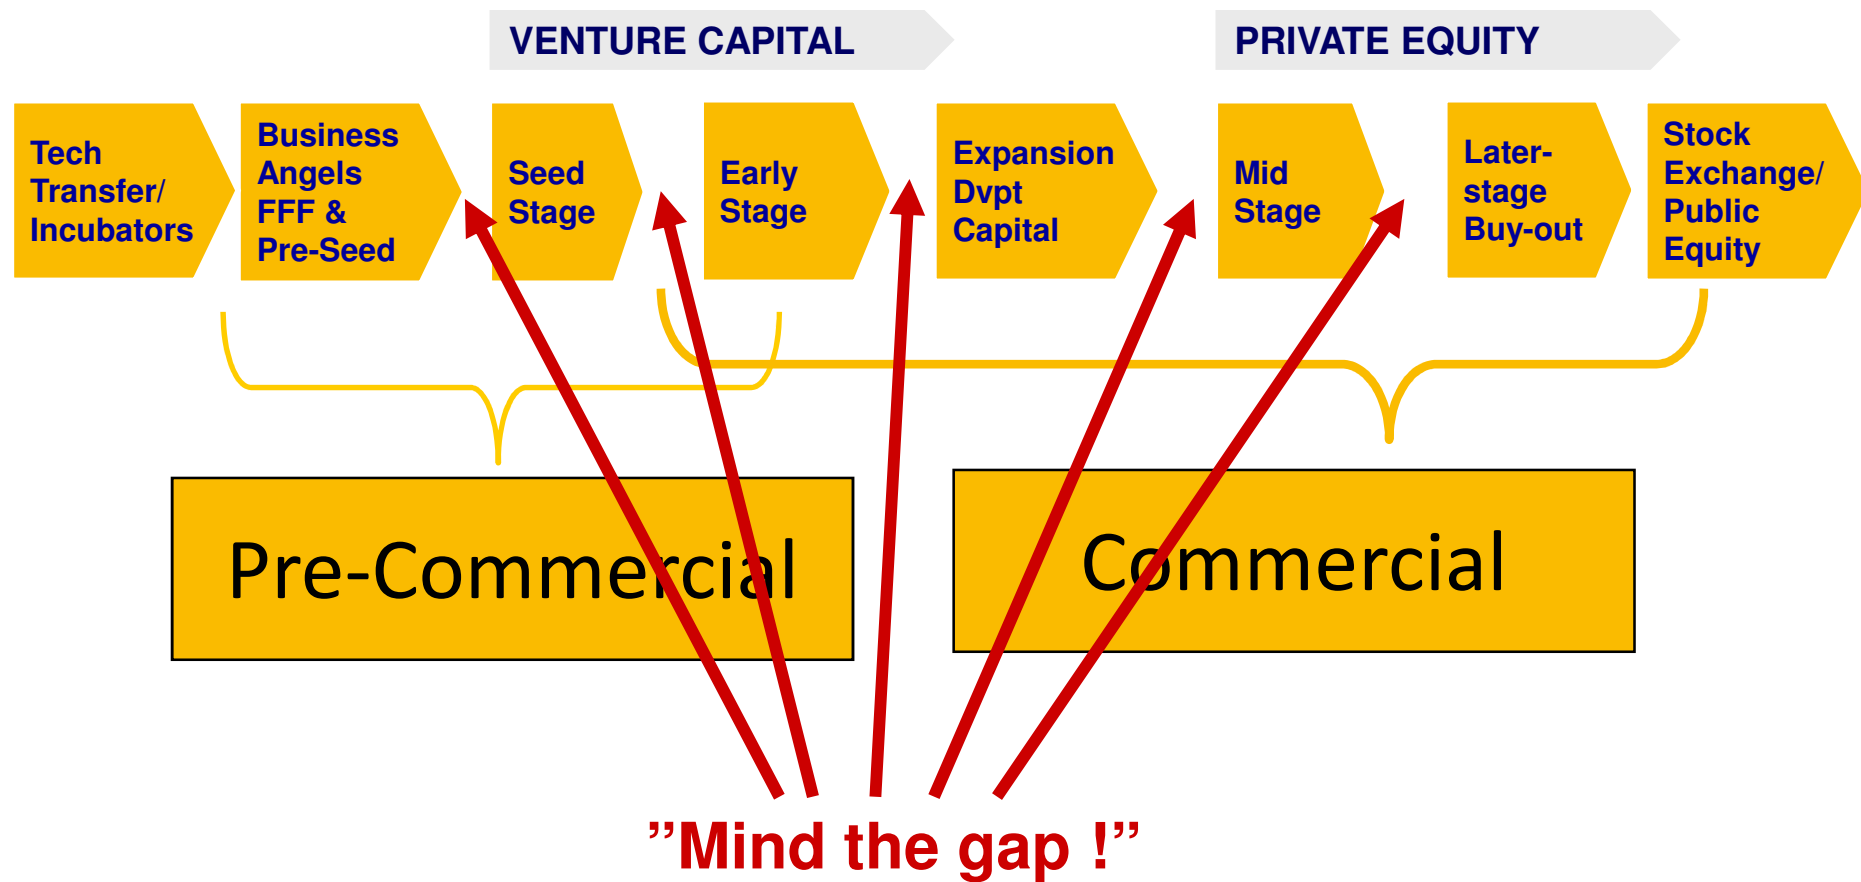 VENTURE CAPITAL
PRIVATE EQUITY
Tech
Transfer/
Incubators
Business
Angels
FFF &
Pre-Seed
Seed
Stage
Early
Stage
Expansion
Dvpt
Capital
Mid
Stage
Later-
stage
Buy-out
Stock
Exchange/
Public
Equity
Pre-Commercial
Commercial
”Mind the gap !”